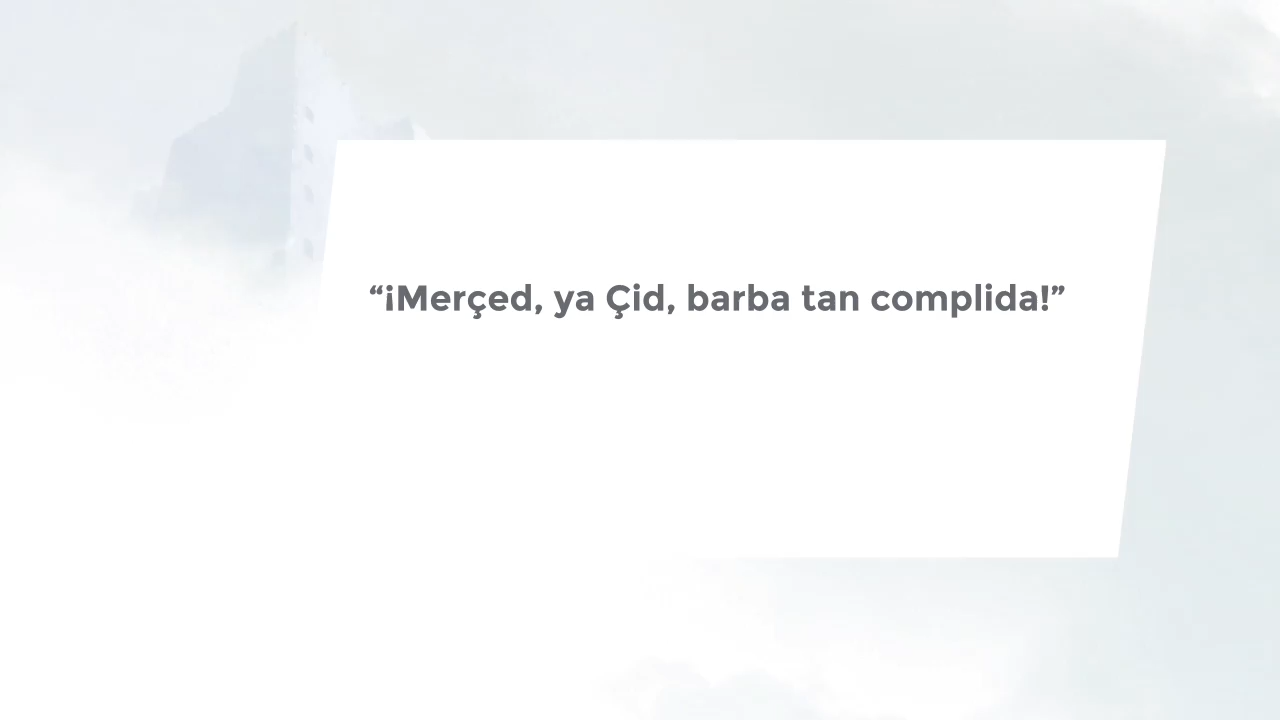 “¡Merçed, ya Çid, barba tan complida!”